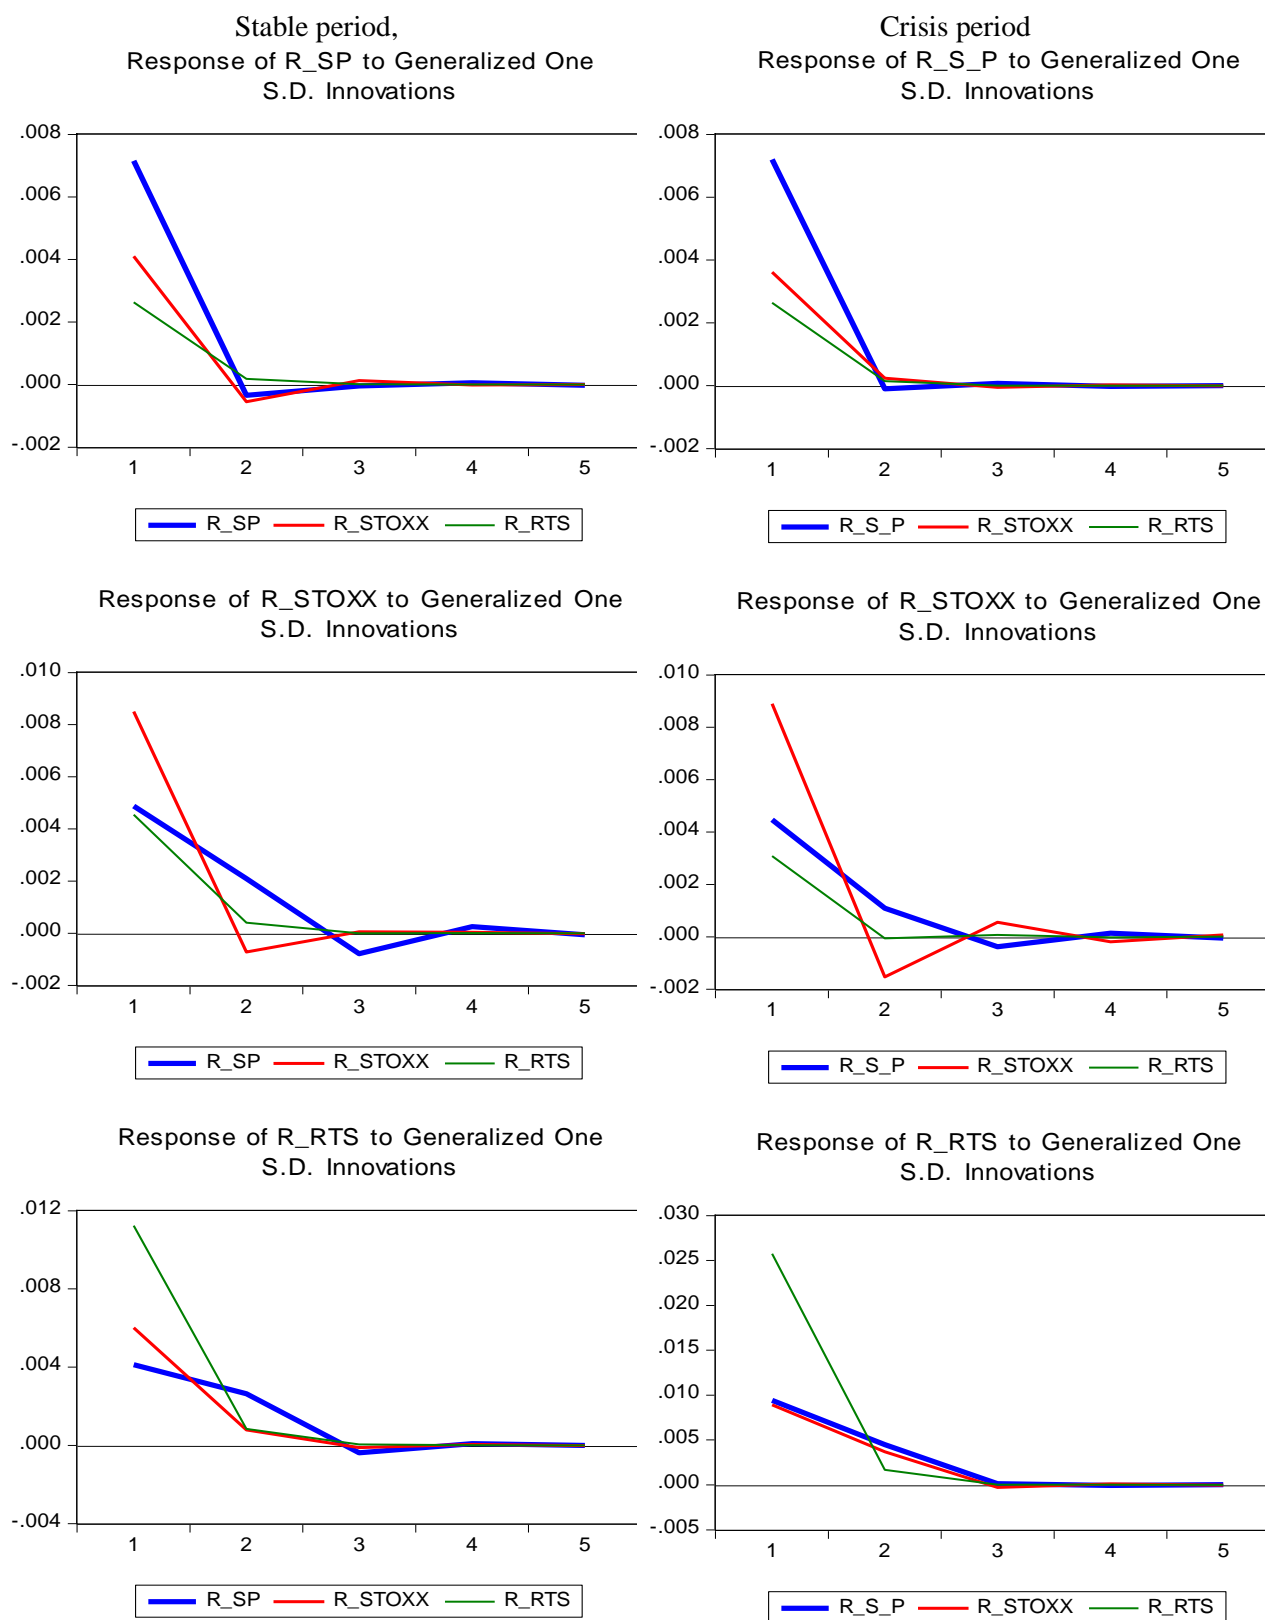 Stable period,
Crisis period
Response of R_SP to Generalized One
S.D. Innovations
.008
.006
.004
.002
.000
-.002
1 2 3 4 5
R_SP R_STOXX R_RTS
Response of R_S_P to Generalized One
S.D. Innovations
.008
.006
.004
.002
.000
-.002
1 2 3 4 5
R_S_P R_STOXX R_RTS
Response of R_STOXX to Generalized One
S.D. Innovations
.010
.008
.006
.004
.002
.000
-.002
1 2 3 4 5
R_SP R_STOXX R_RTS
Response of R_STOXX to Generalized One
S.D. Innovations
.010
.008
.006
.004
.002
.000
-.002
1 2 3 4 5
R_S_P R_STOXX R_RTS
Response of R_RTS to Generalized One
S.D. Innovations
.012
.008
.004
.000
-.004
1 2 3 4 5
R_SP R_STOXX R_RTS
Response of R_RTS to Generalized One
S.D. Innovations
.030
.025
.020
.015
.010
.005
.000
-.005
1 2 3 4 5
R_S_P R_STOXX R_RTS